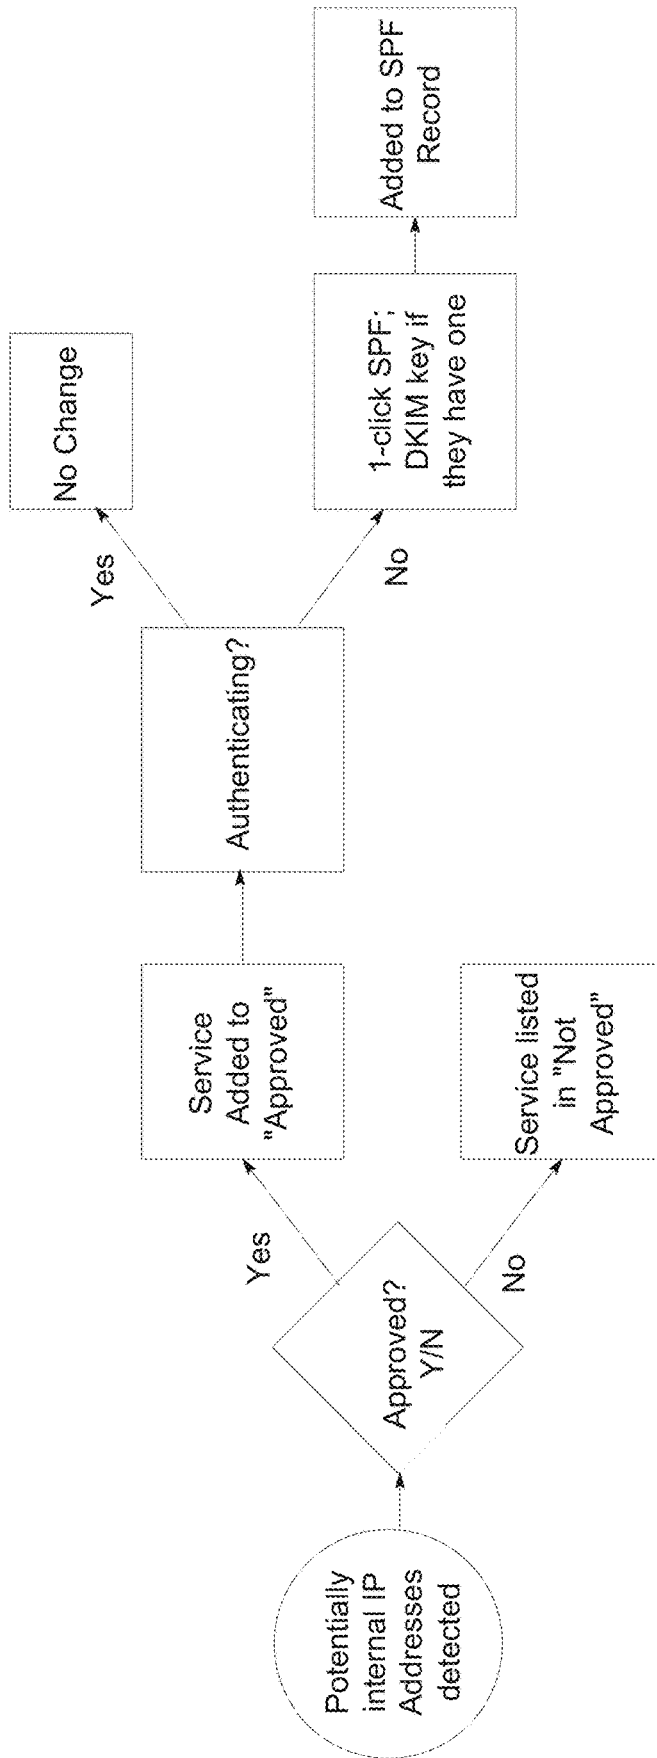 Potentially
internal IP
Addresses
detected
Approved?
Y/N
Yes
No
Service
Added to
"Approved"
Service listed
in "Not
Approved"
Authenticating?
Yes
No
No Change
1-click SPF;
DKIM key if
they have one
Added to SPF
Record